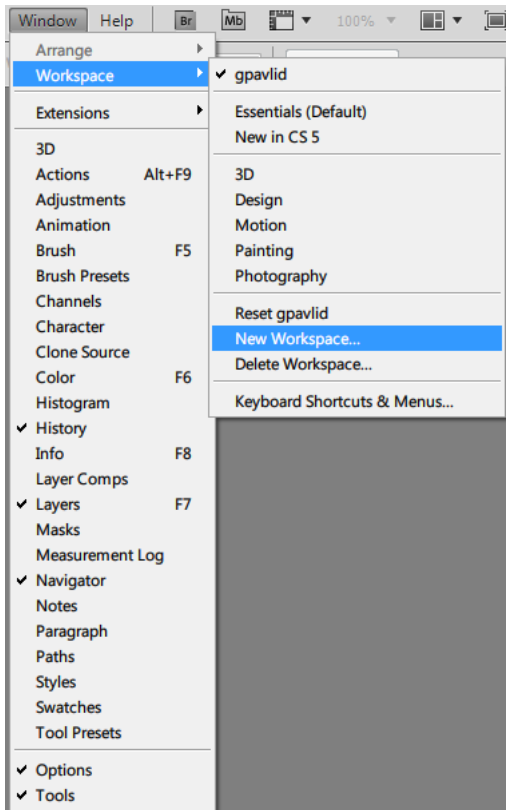 Window Help Br Mb 100%
Arrange
Workspace
Extensions
3D
Actions Alt+F9
Adjustments
Animation
Brush F5
Brush Presets
Channels
Character
Clone Source
Color F6
Histogram
History
Info F8
Layer Comps
Layers F7
Masks
Measurement Log
Navigator
Notes
Paragraph
Paths
Styles
Swatches
Tool Presets
Options
Tools
gpavlid
Essentials (Default)
New in CS 5
3D
Design
Motion
Painting
Photography
Reset gpavlid
New Workspace...
Delete Workspace...
Keyboard Shortcuts & Menus...